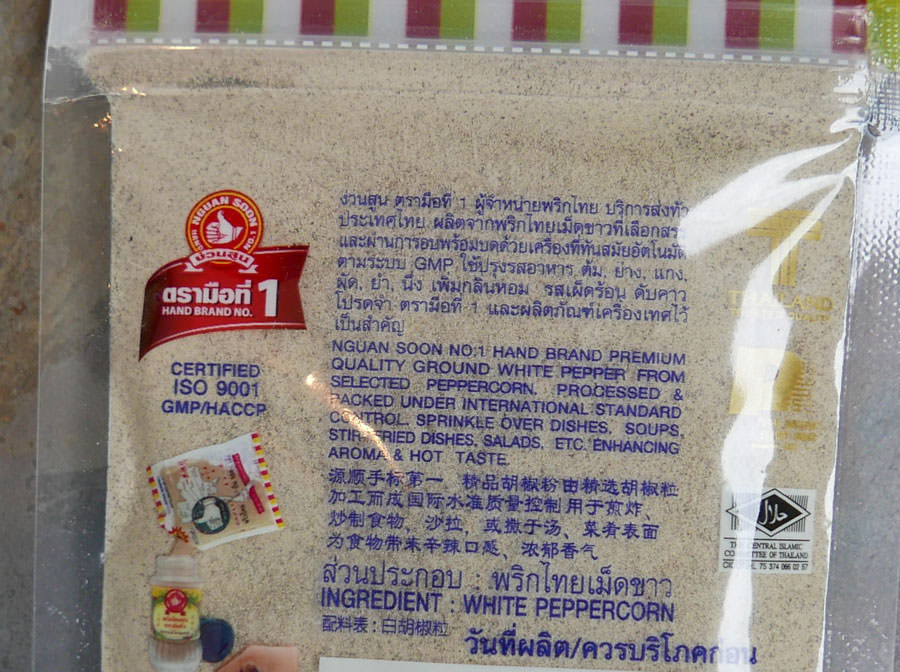 NGUAN SOON
ง่วนสูน
ตรามือที่ 1
HAND BRAND NO.
CERTIFIED
ISO 9001
GMP/HACCP
ง่วนสูน ตรามือที่ 1 ผู้จำหน่ายพริกไทย บริการส่งทั่ว
ประเทศไทย ผลิตจากพริกไทยเม็ดขาวที่เลือกสรร
และผ่านการอบพร้อมบดด้วยเครื่องที่ทันสมัยอัตโนมัติ
ตามระบบ GMP ใช้ปรุงรสอาหาร ต้ม, ย่าง, แกง,
ผัด, ยำ, นึ่ง เพิ่มกลิ่นหอม รสเผ็ดร้อน ดับคาว
โปรดจำ ตรามือที่ 1 และผลิตภัณฑ์เครื่องเทศไว้
เป็นสำคัญ
NGUAN SOON NO.1 HAND BRAND PREMIUM
QUALITY GROUND WHITE PEPPER FROM
SELECTED PEPPERCORN, PROCESSED &
PACKED UNDER INTERNATIONAL STANDARD
CONTROL. SPRINKLE OVER DISHES, SOUPS,
STIR-FRIED DISHES, SALADS, ETC. ENHANCING
AROMA & HOT TASTE.
源顺手标第一 精品胡椒粉由精选胡椒粒
加工而成国际水准质量控制用于煎炸、
炒制食物, 沙拉, 或撒于汤、菜肴表面
为食物带来辛辣口感、浓郁香气
ส่วนประกอบ : พริกไทยเม็ดขาว
INGREDIENT : WHITE PEPPERCORN
配料表: 白胡椒粒
วันที่ผลิต/ควรบริโภคก่อน
THAILAND
حلال
THE CENTRAL ISLAMIC
COMMITTEE OF THAILAND
75 374 066 02 57